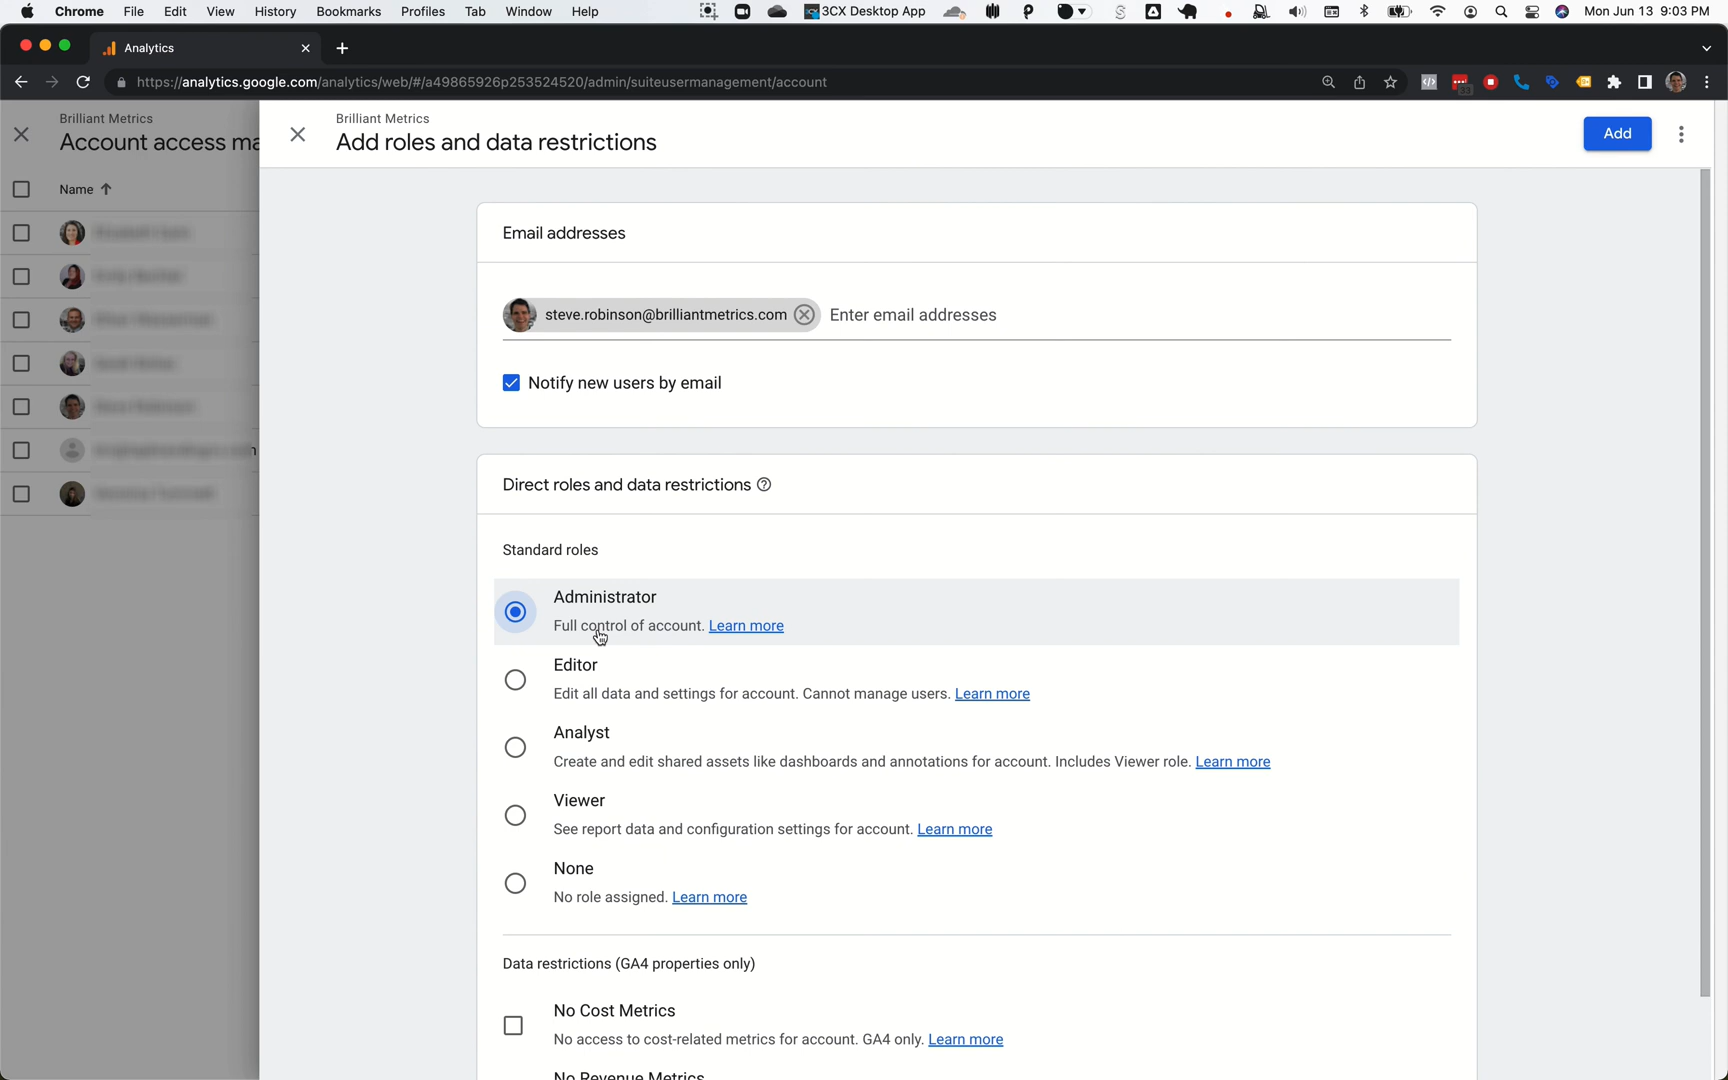 Chrome File Edit View History Bookmarks Profiles Tab Window Help 3CX Desktop App Mon Jun 13 9:03 PM
Analytics
https://analytics.google.com/analytics/web/#/a49865926p253524520/admin/suiteusermanagement/account
Brilliant Metrics
Account access ma
Name
Brilliant Metrics
Add roles and data restrictions
Add
Email addresses
steve.robinson@brilliantmetrics.com Enter email addresses
Notify new users by email
Direct roles and data restrictions
Standard roles
Administrator
Full control of account. Learn more
Editor
Edit all data and settings for account. Cannot manage users. Learn more
Analyst
Create and edit shared assets like dashboards and annotations for account. Includes Viewer role. Learn more
Viewer
See report data and configuration settings for account. Learn more
None
No role assigned. Learn more
Data restrictions (GA4 properties only)
No Cost Metrics
No access to cost-related metrics for account. GA4 only. Learn more
No Revenue Metrics